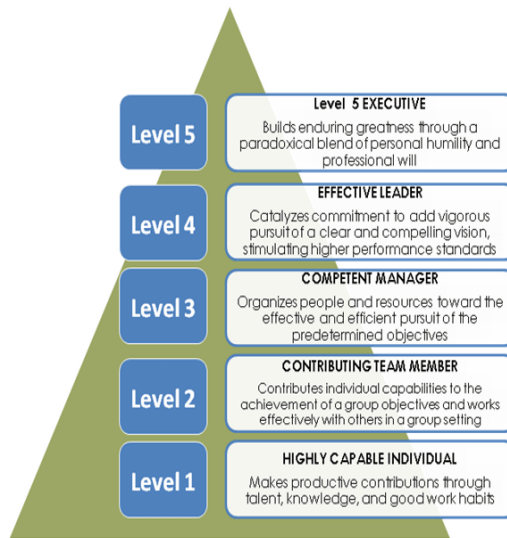 Level 5
Level 5 EXECUTIVE
Builds enduring greatness through a
paradoxical blend of personal humility and
professional will
Level 4
EFFECTIVE LEADER
Catalyzes commitment to add vigorous
pursuit of a clear and compelling vision,
stimulating higher performance standards
Level 3
COMPETENT MANAGER
Organizes people and resources toward the
effective and efficient pursuit of the
predetermined objectives
Level 2
CONTRIBUTING TEAM MEMBER
Contributes individual capabilities to the
achievement of a group objectives and works
effectively with others in a group setting
Level 1
HIGHLY CAPABLE INDIVIDUAL
Makes productive contributions through
talent, knowledge, and good work habits